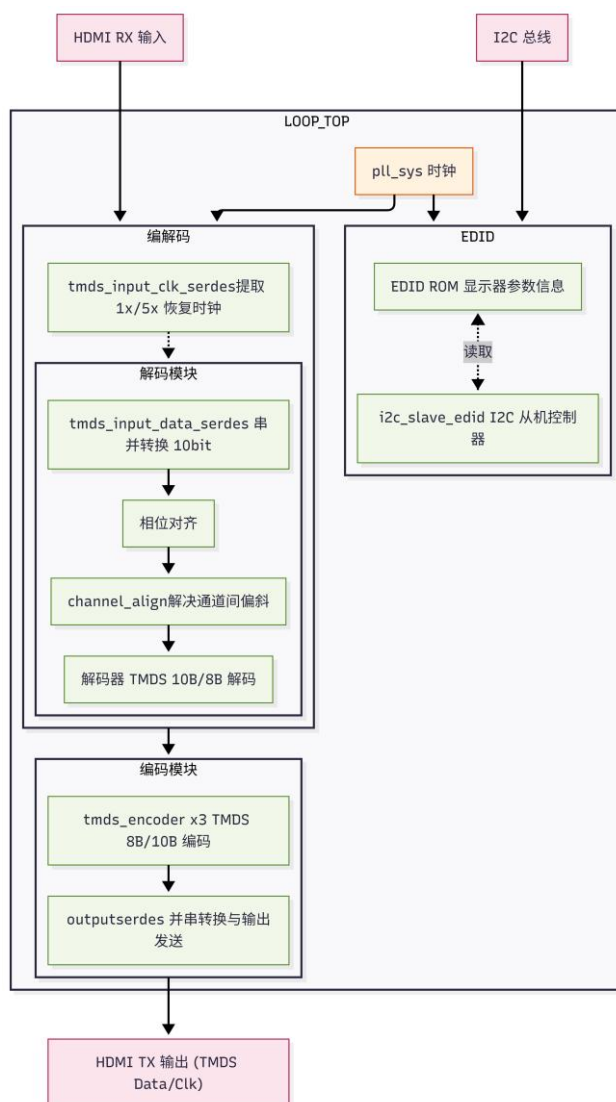 HDMI RX 输入
I2C 总线
LOOP_TOP
pll_sys 时钟
编解码
EDID
tmds_input_clk_serdes提取
1x/5x 恢复时钟
EDID ROM 显示器参数信息
读取
解码模块
tmds_input_data_serdes 串
并转换 10bit
i2c_slave_edid I2C 从机控制
器
相位对齐
channel_align解决通道间偏斜
解码器 TMDS 10B/8B 解码
编码模块
tmds_encoder x3 TMDS
8B/10B 编码
outputserdes 并串转换与输出
发送
HDMI TX 输出 (TMDS
Data/Clk)